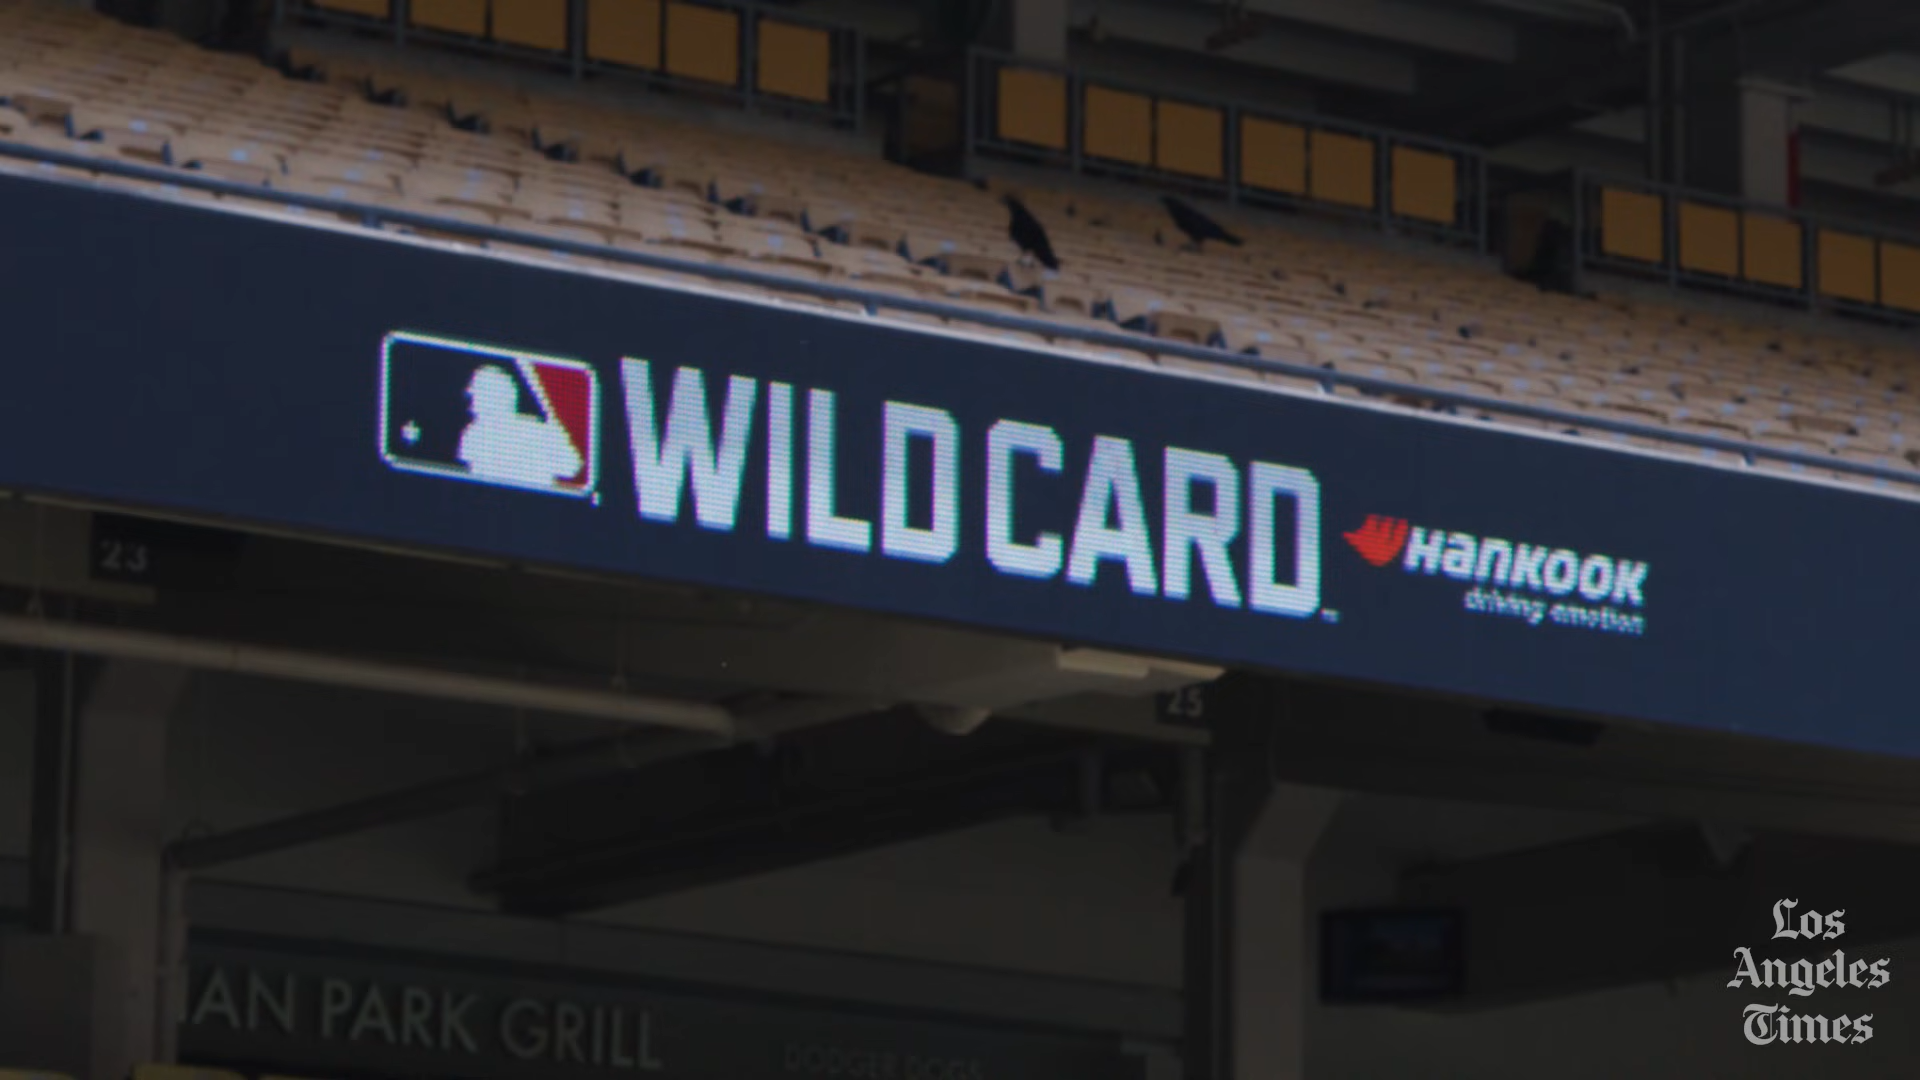 WILD CARD
HANKOOK
driving emotion
23
25
AN PARK GRILL
DODGER DOGS
Los
Angeles
Times